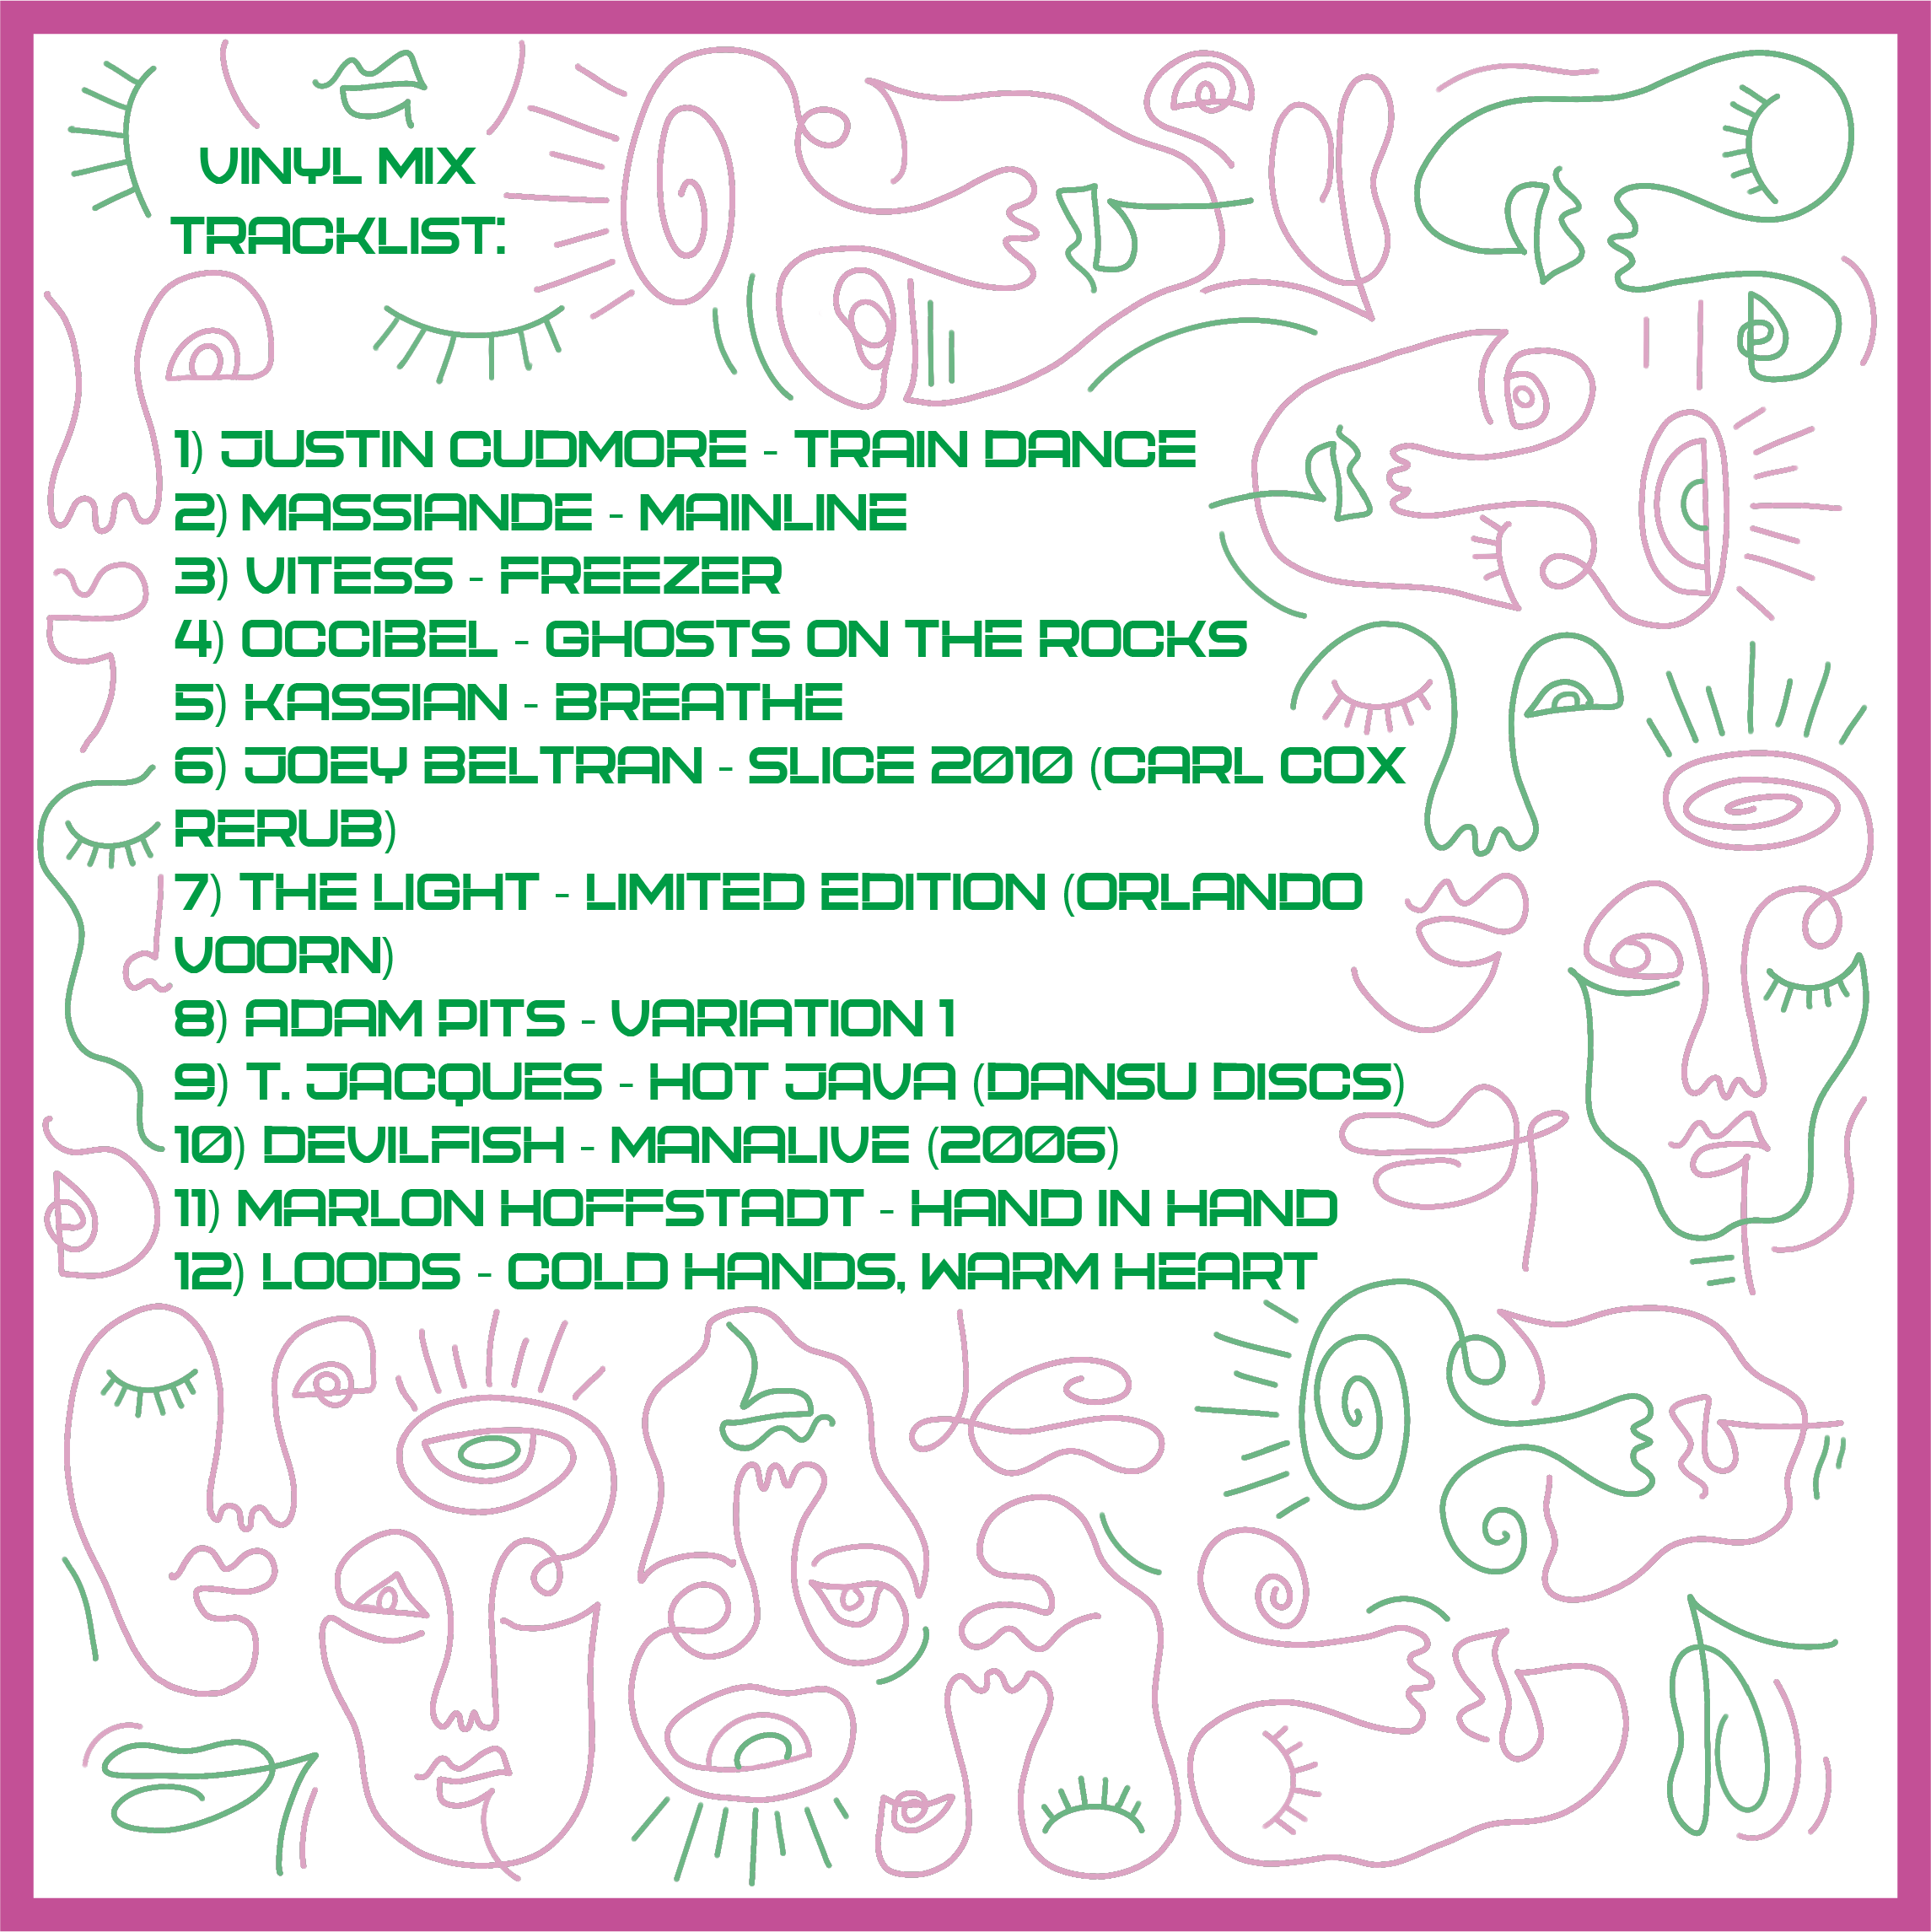 VINYL MIX
TRACKLIST:
1) JUSTIN CUDMORE - TRAIN DANCE
2) MASSIANDE - MAINLINE
3) VITESS - FREEZER
4) OCCIBEL - GHOSTS ON THE ROCKS
5) KASSIAN - BREATHE
6) JOEY BELTRAN - SLICE 2010 (CARL COX
RERUB)
7) THE LIGHT - LIMITED EDITION (ORLANDO
VOORN)
8) ADAM PITS - VARIATION 1
9) T. JACQUES - HOT JAVA (DANSU DISCS)
10) DEVILFISH - MANALIVE (2006)
11) MARLON HOFFSTADT - HAND IN HAND
12) LOODS - COLD HANDS, WARM HEART